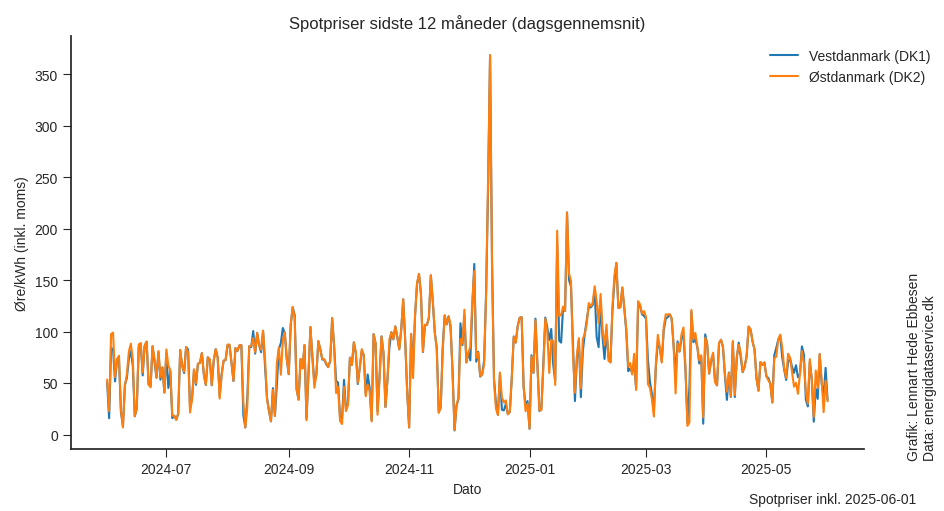 Spotpriser sidste 12 måneder (dagsgennemsnit)
Vestdanmark (DK1)
Østdanmark (DK2)
Øre/kWh (inkl. moms)
350
300
250
200
150
100
50
0
2024-07
2024-09
2024-11
2025-01
2025-03
2025-05
Dato
Grafik: Lennart Hede Ebbesen
Data: energidataservice.dk
Spotpriser inkl. 2025-06-01